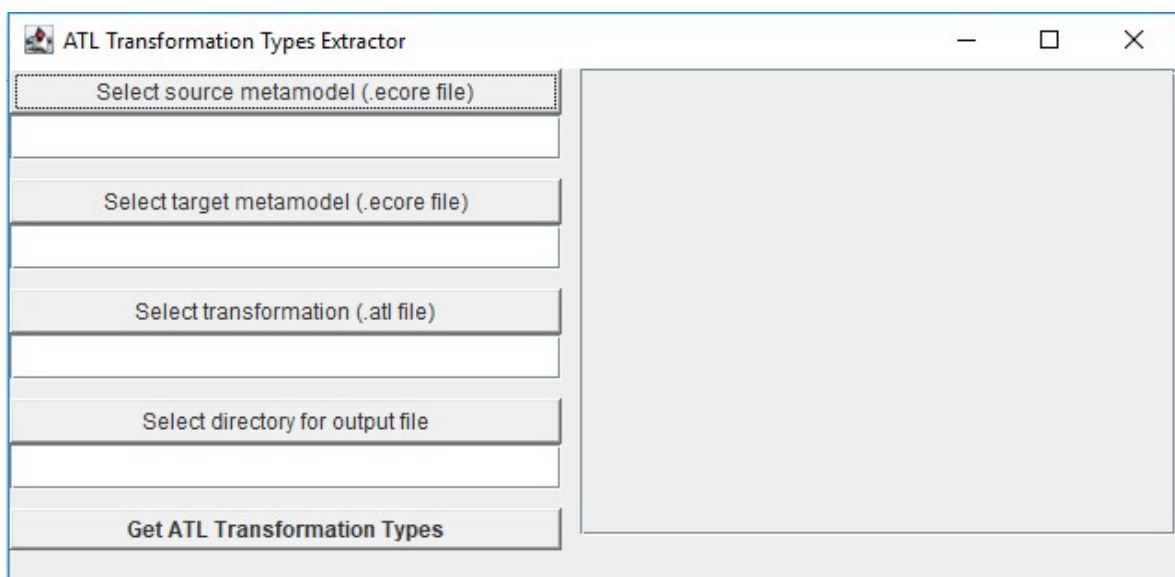 ATL Transformation Types Extractor
Select source metamodel (.ecore file)
Select target metamodel (.ecore file)
Select transformation (.atl file)
Select directory for output file
Get ATL Transformation Types